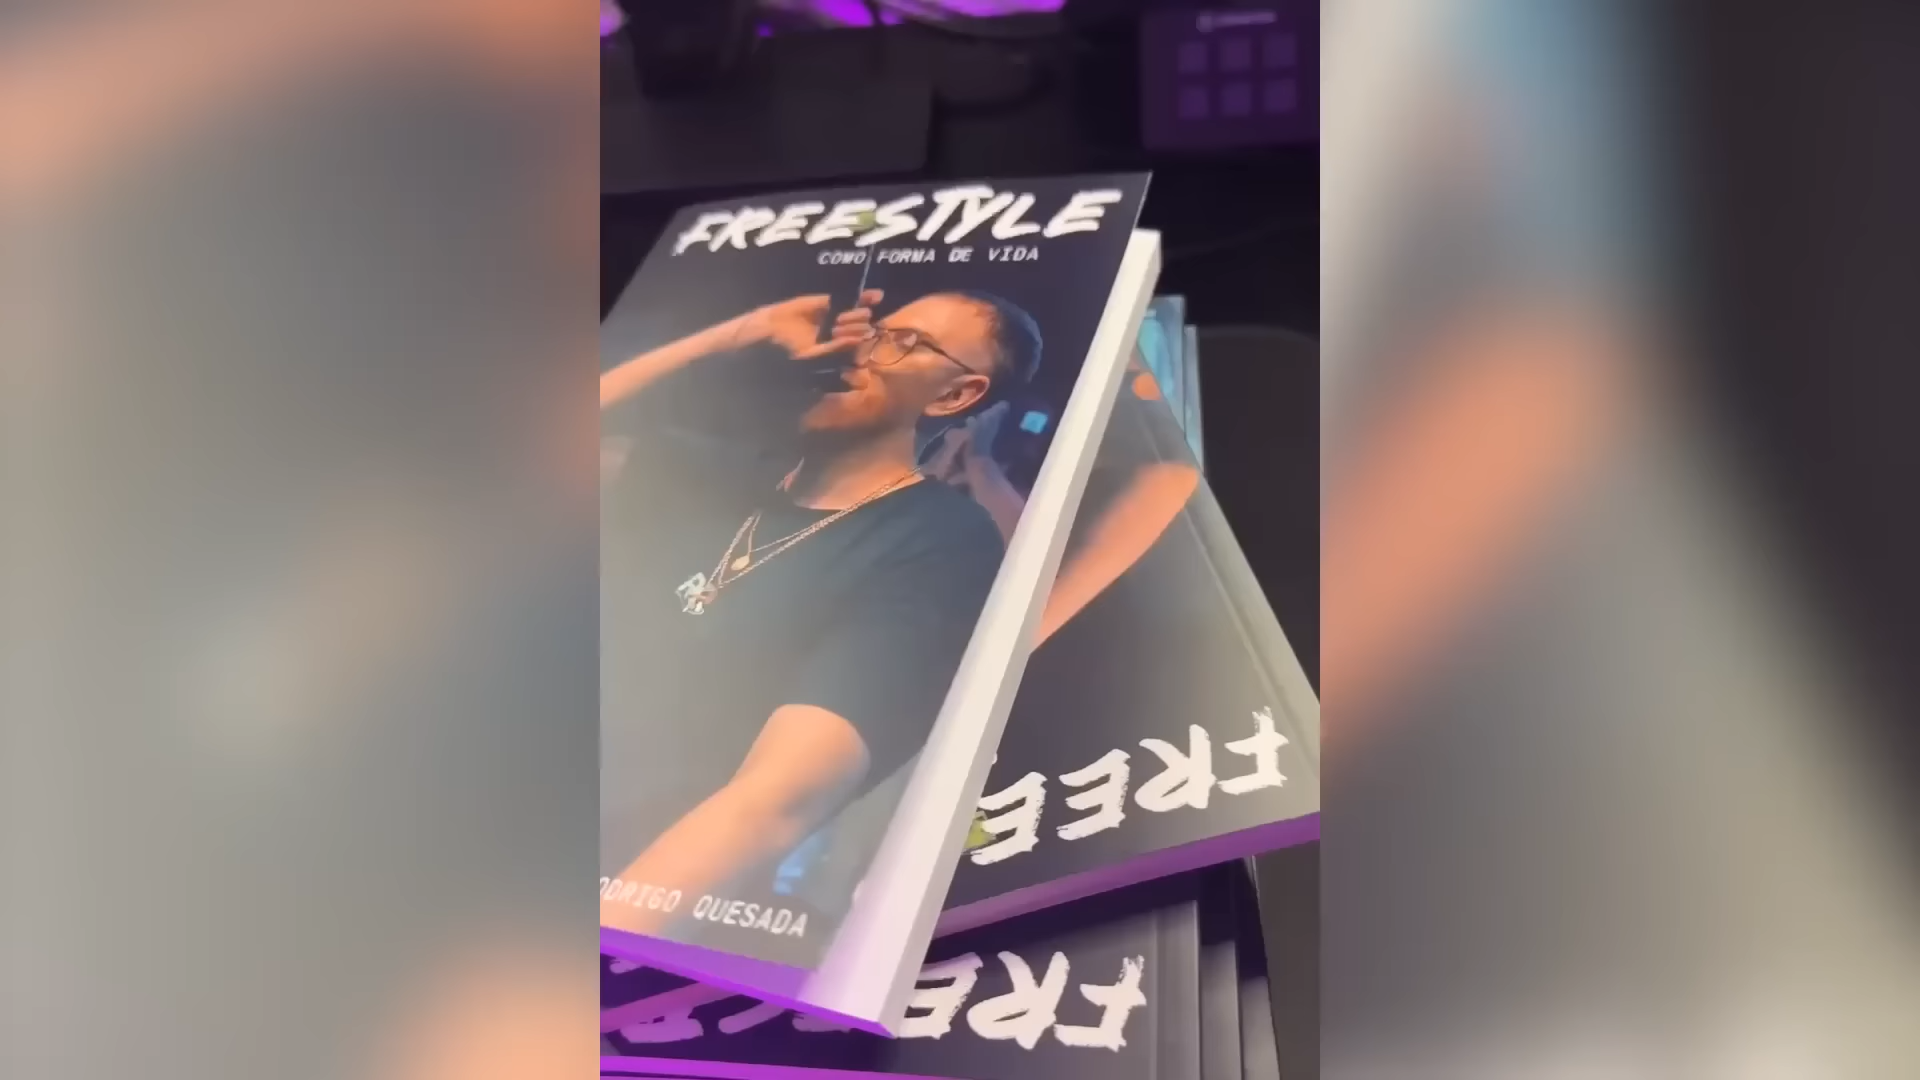 FREESTYLE
COMO FORMA DE VIDA
ODRIGO QUESADA
FREE
FREE